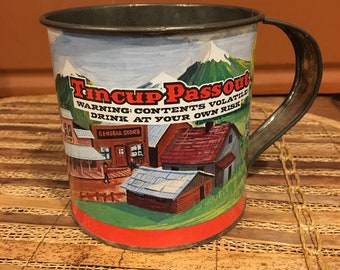 Tincup Passout
WARNING: CONTENTS VOLATILE
DRINK AT YOUR OWN RISK
GENERAL STORE